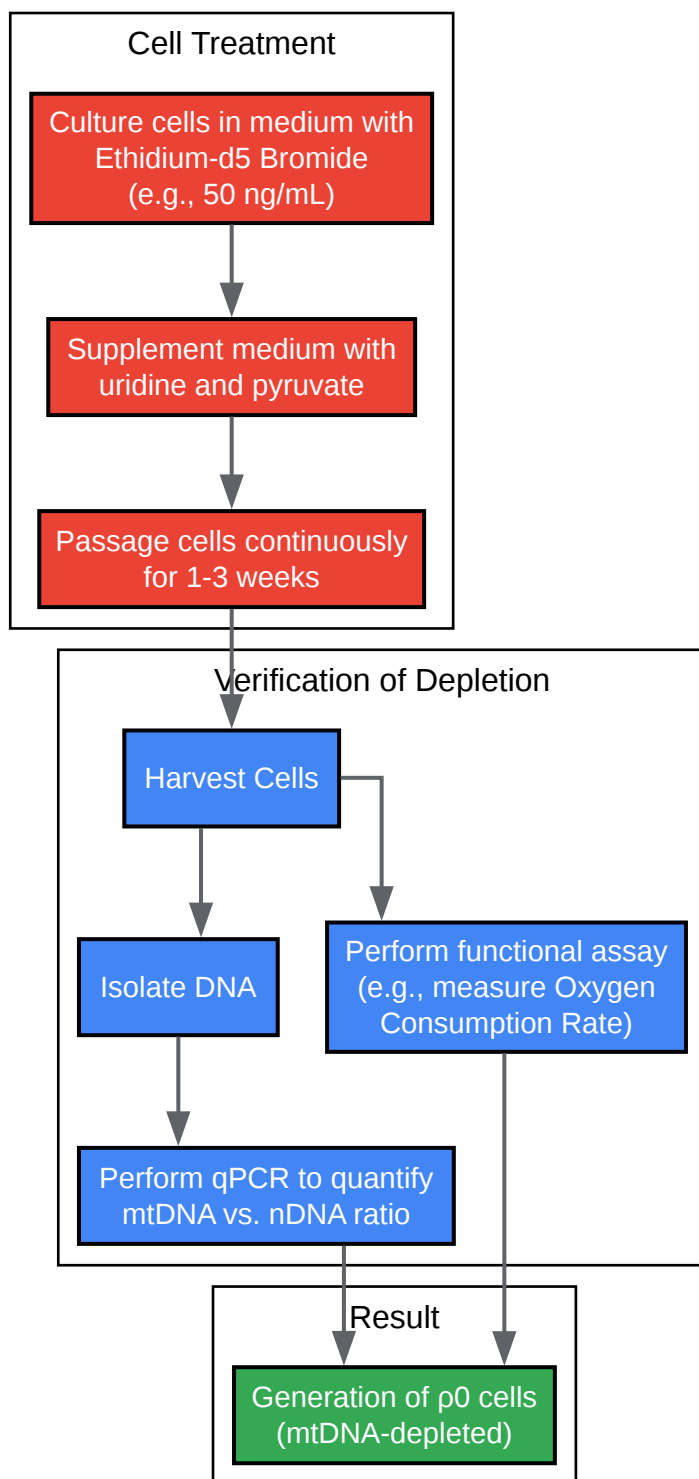 Cell Treatment
Culture cells in medium with
Ethidium-d5 Bromide
(e.g., 50 ng/mL)
Supplement medium with
uridine and pyruvate
Passage cells continuously
for 1-3 weeks
Verification of Depletion
Harvest Cells
Isolate DNA
Perform functional assay
(e.g., measure Oxygen
Consumption Rate)
Perform qPCR to quantify
mtDNA vs. nDNA ratio
Result
Generation of ρ0 cells
(mtDNA-depleted)